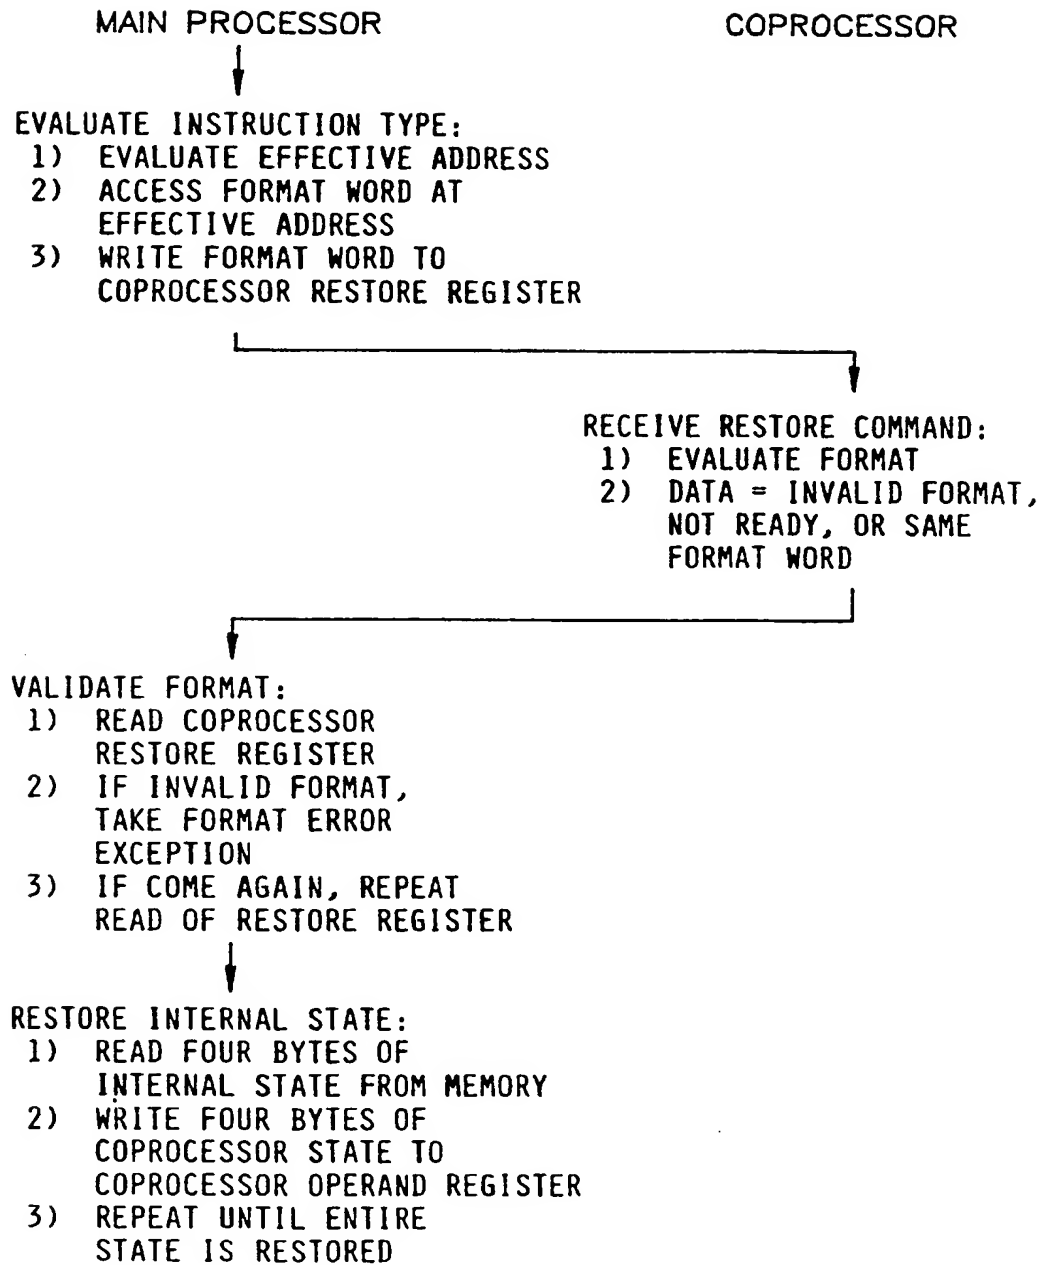 MAIN PROCESSOR
COPROCESSOR
EVALUATE INSTRUCTION TYPE:
1) EVALUATE EFFECTIVE ADDRESS
2) ACCESS FORMAT WORD AT
EFFECTIVE ADDRESS
3) WRITE FORMAT WORD TO
COPROCESSOR RESTORE REGISTER
RECEIVE RESTORE COMMAND:
1) EVALUATE FORMAT
2) DATA = INVALID FORMAT,
NOT READY, OR SAME
FORMAT WORD
VALIDATE FORMAT:
1) READ COPROCESSOR
RESTORE REGISTER
2) IF INVALID FORMAT,
TAKE FORMAT ERROR
EXCEPTION
3) IF COME AGAIN, REPEAT
READ OF RESTORE REGISTER
RESTORE INTERNAL STATE:
1) READ FOUR BYTES OF
INTERNAL STATE FROM MEMORY
2) WRITE FOUR BYTES OF
COPROCESSOR STATE TO
COPROCESSOR OPERAND REGISTER
3) REPEAT UNTIL ENTIRE
STATE IS RESTORED